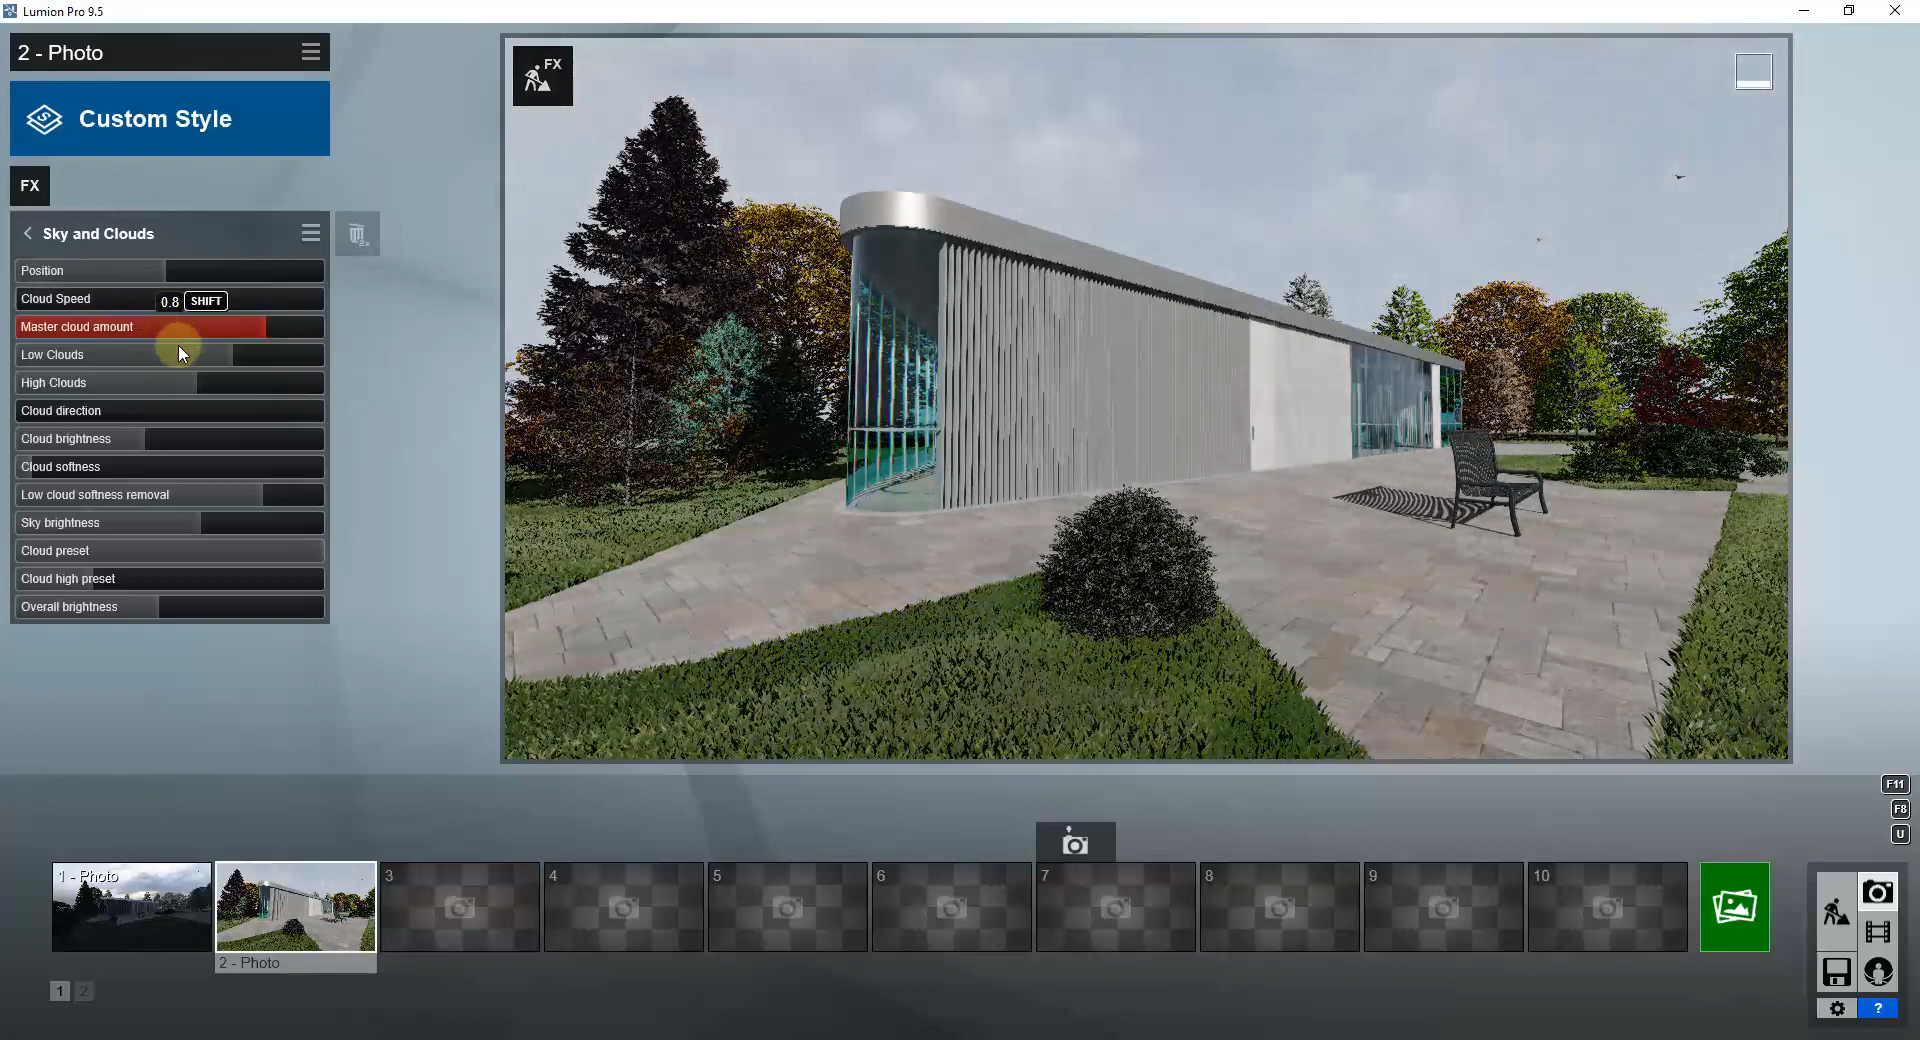 Lumion Pro 9.5
2 - Photo
Custom Style
FX
Sky and Clouds
Position
Cloud Speed
0.8 SHIFT
Master cloud amount
Low Clouds
High Clouds
Cloud direction
Cloud brightness
Cloud softness
Low cloud softness removal
Sky brightness
Cloud preset
Cloud high preset
Overall brightness
FX
F11
F8
U
1 - Photo
3
4
5
6
7
8
9
10
2 - Photo
1 2
?